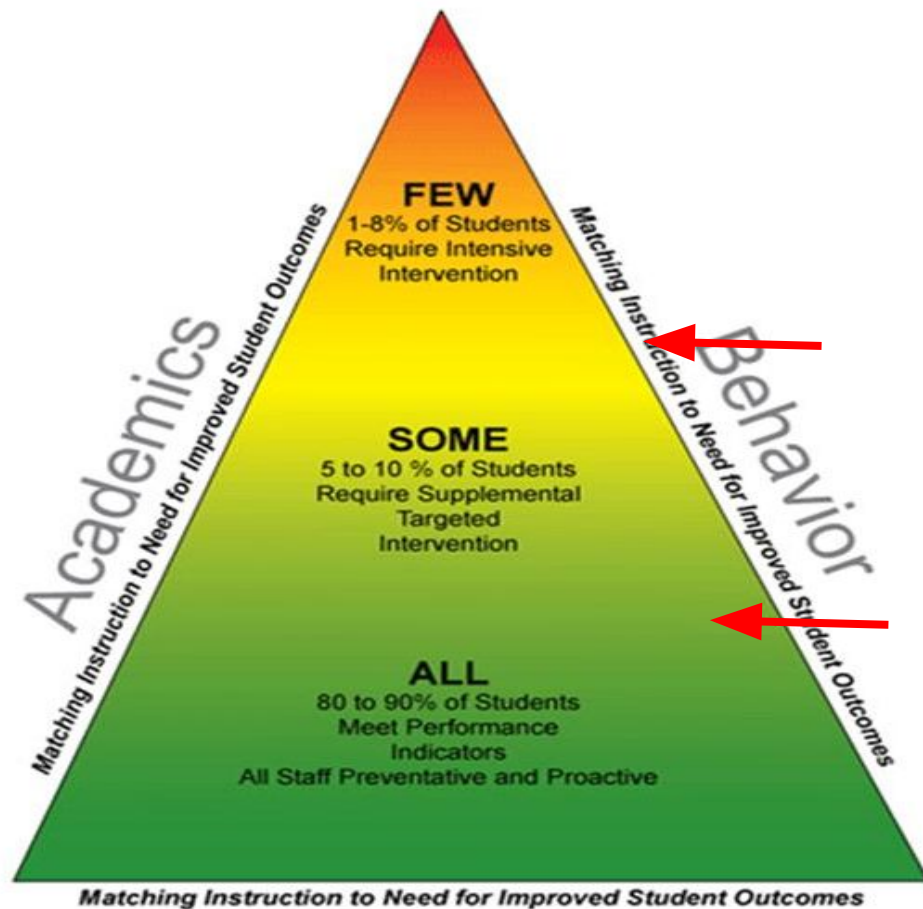 FEW
1-8% of Students
Require Intensive
Intervention
Academics
Matching Instruction to Need for Improved Student Outcomes
Matching Instruction to Need for Improved Student Outcomes
Behavior
SOME
5 to 10 % of Students
Require Supplemental
Targeted
Intervention
ALL
80 to 90% of Students
Meet Performance
Indicators
All Staff Preventative and Proactive
Matching Instruction to Need for Improved Student Outcomes